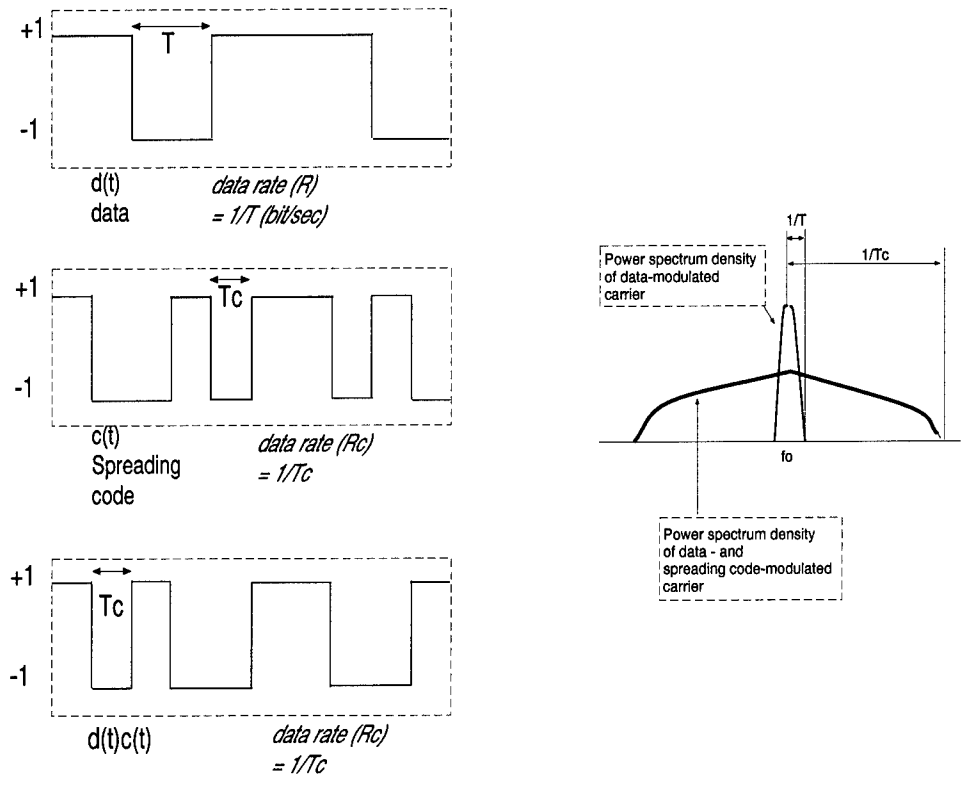 +1
T
-1
d(t)
data
data rate (R)
= 1/T (bit/sec)
+1
Tc
-1
c(t)
Spreading
code
data rate (Rc)
= 1/Tc
+1
Tc
-1
d(t)c(t)
data rate (Rc)
= 1/Tc
1/T
1/Tc
Power spectrum density
of data-modulated
carrier
fo
Power spectrum density
of data - and
spreading code-modulated
carrier